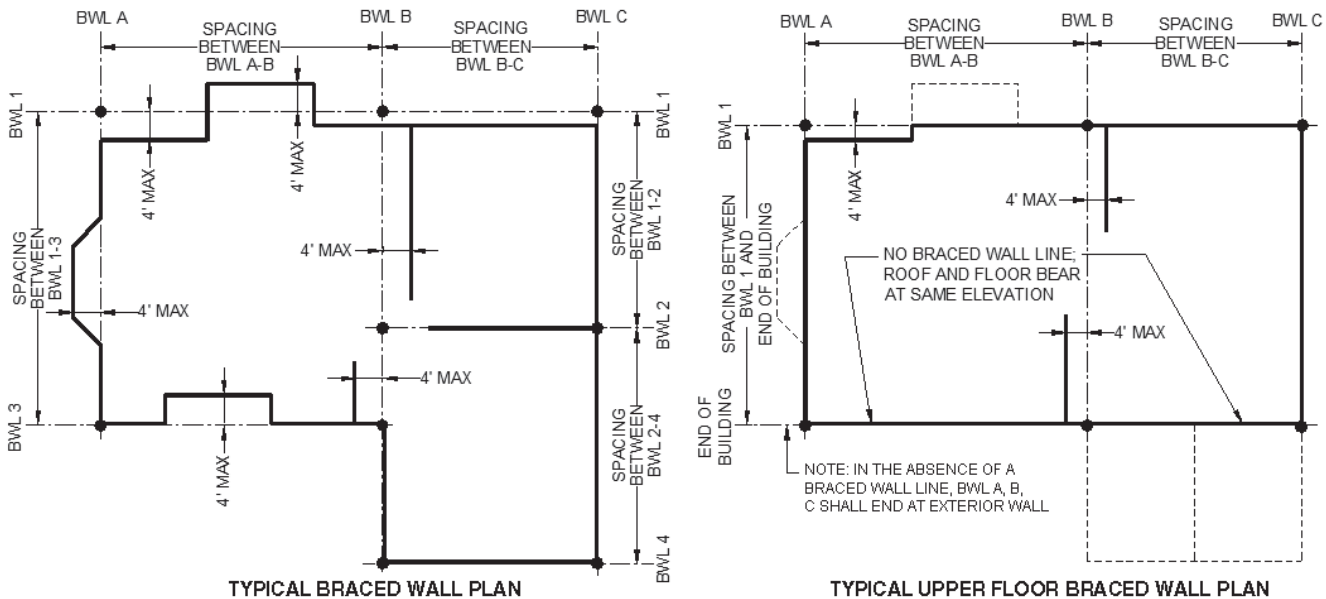 BWL A
SPACING
BETWEEN
BWL A-B
BWL B
SPACING
BETWEEN
BWL B-C
BWL C
BWL 1
BWL 1
4' MAX
4' MAX
SPACING
BETWEEN
BWL 1-3
4' MAX
SPACING
BETWEEN
BWL 1-2
4' MAX
BWL 2
4' MAX
BWL 3
4' MAX
SPACING
BETWEEN
BWL 2-4
BWL 4
TYPICAL BRACED WALL PLAN
BWL A
SPACING
BETWEEN
BWL A-B
BWL B
SPACING
BETWEEN
BWL B-C
BWL C
BWL 1
BWL 1
4' MAX
4' MAX
SPACING BETWEEN
BWL 1 AND
END OF BUILDING
NO BRACED WALL LINE;
ROOF AND FLOOR BEAR
AT SAME ELEVATION
4' MAX
END OF
BUILDING
NOTE: IN THE ABSENCE OF A
BRACED WALL LINE, BWL A, B,
C SHALL END AT EXTERIOR WALL
TYPICAL UPPER FLOOR BRACED WALL PLAN